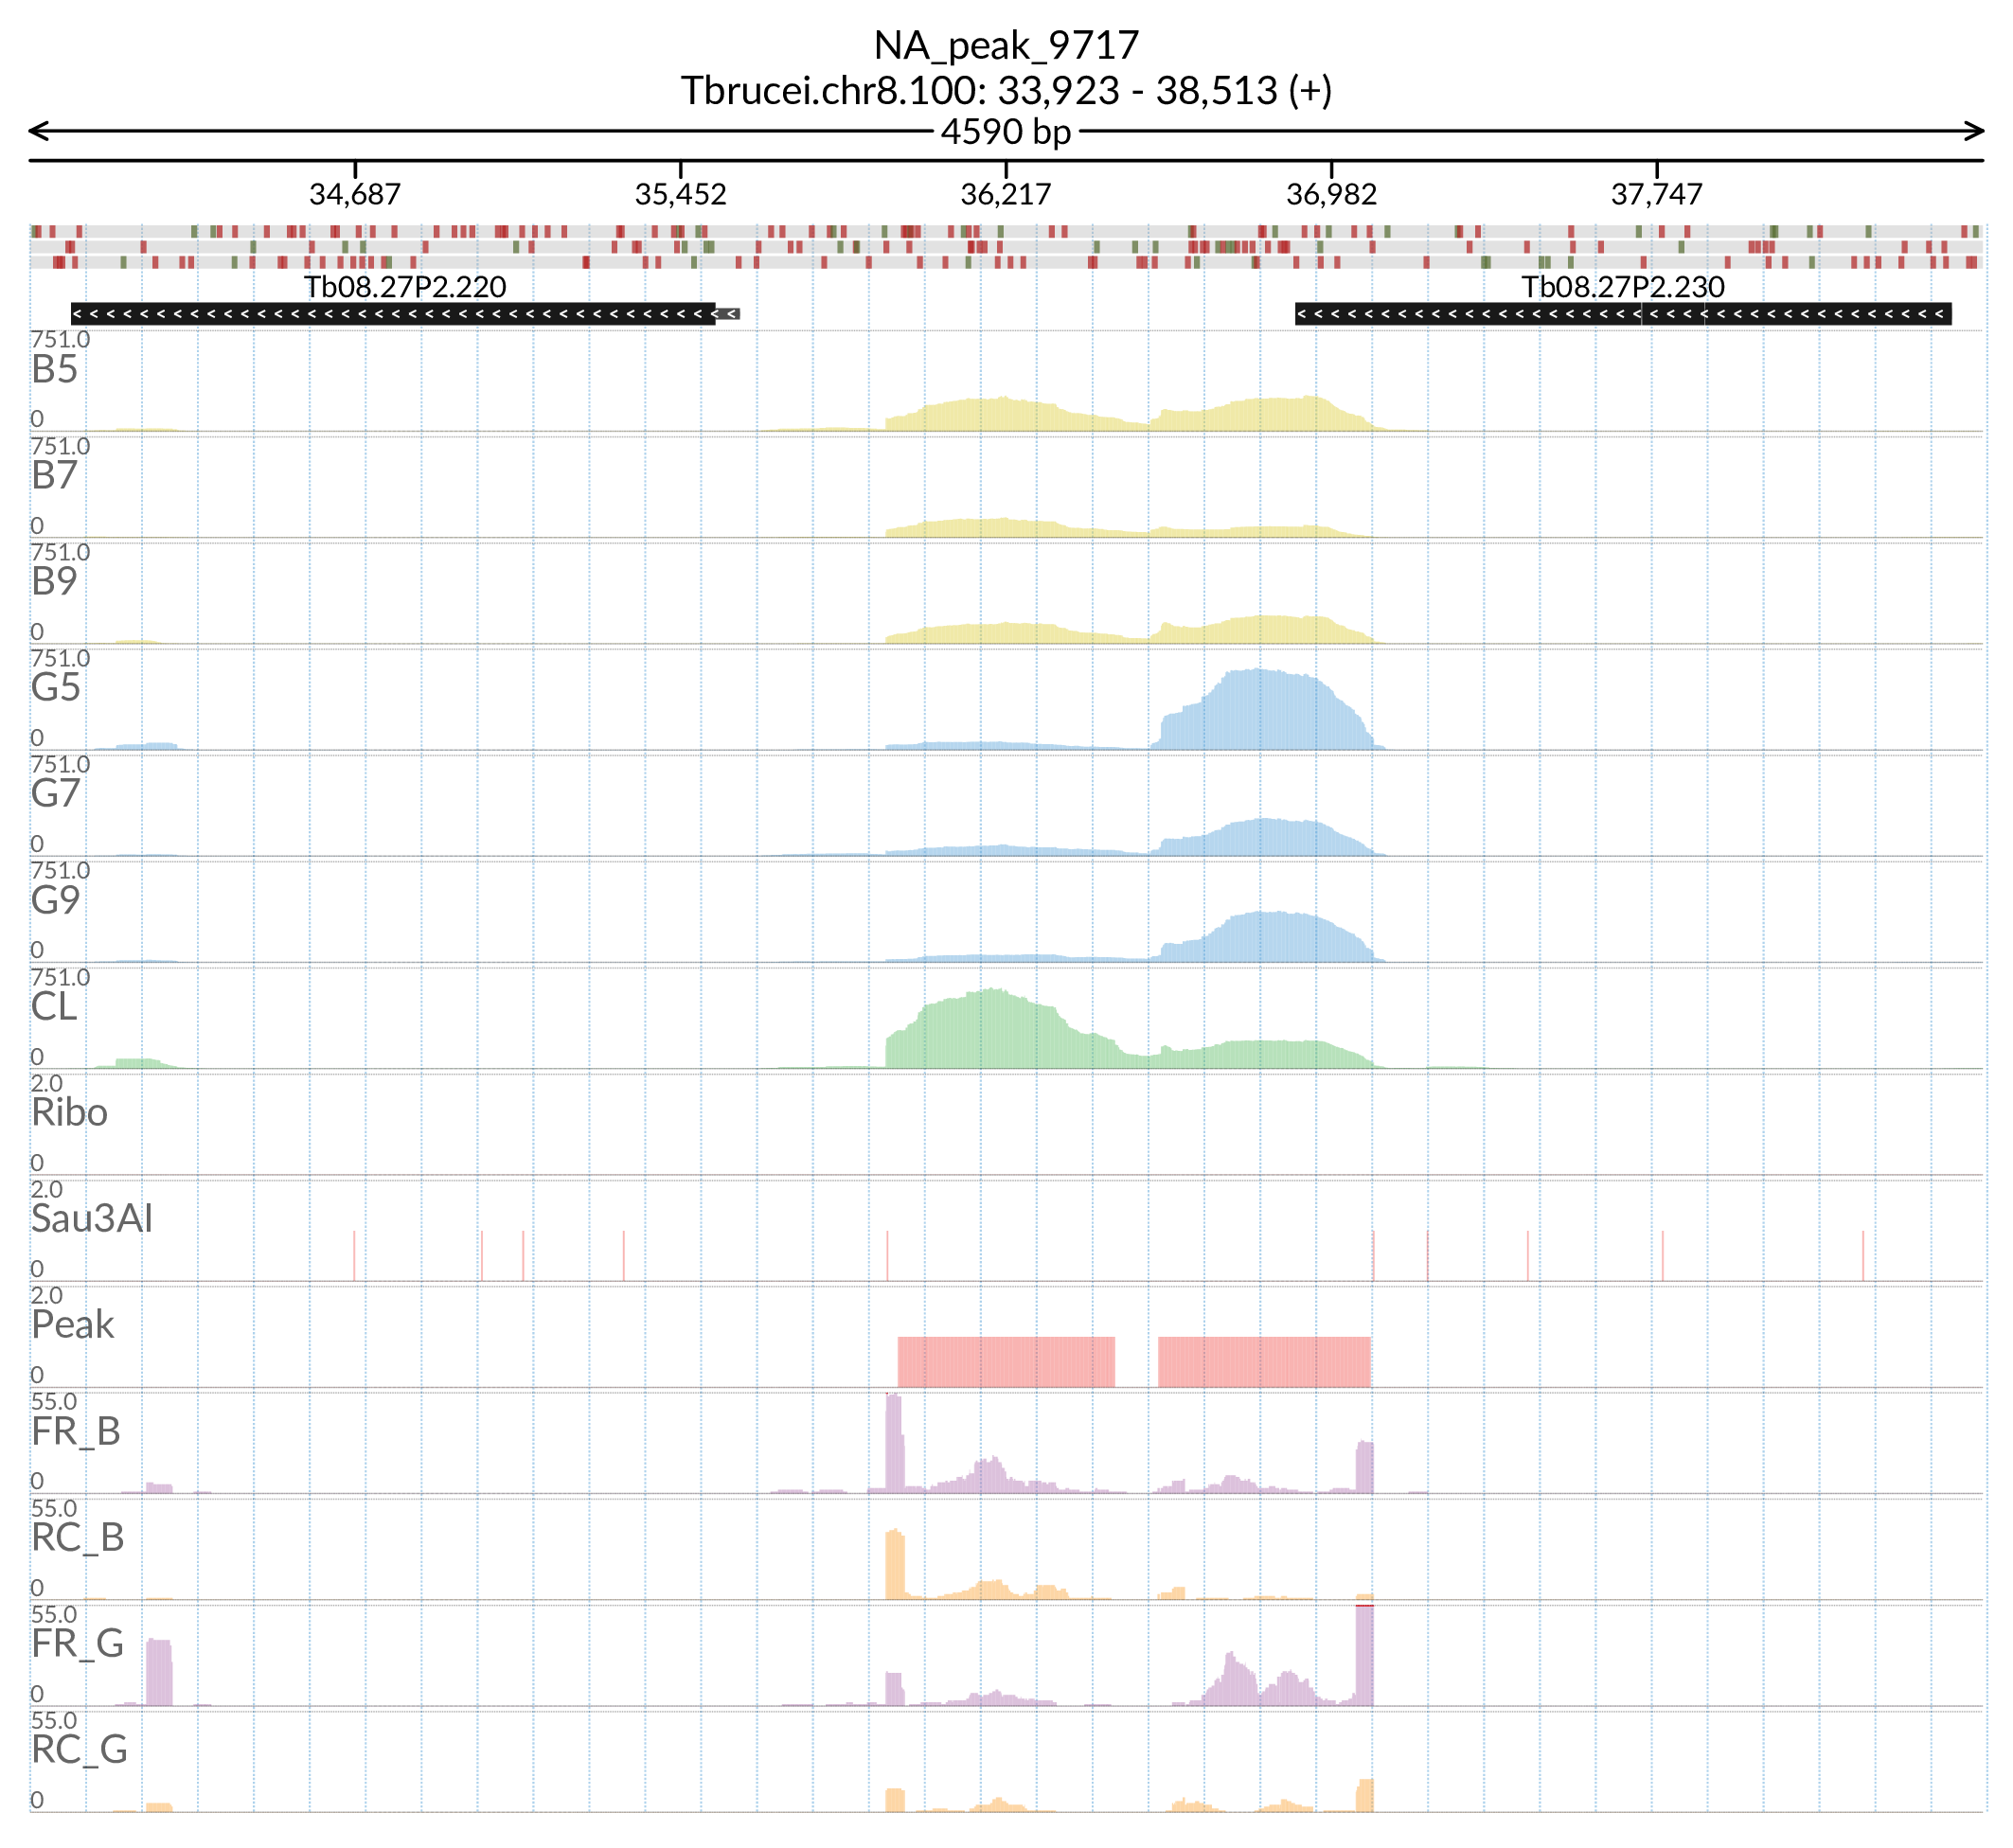 NA_peak_9717
Tbrucei.chr8.100: 33,923 - 38,513 (+)
4590 bp
34,687 35,452 36,217 36,982 37,747
Tb08.27P2.220 Tb08.27P2.230
751.0
B5
0
751.0
B7
0
751.0
B9
0
751.0
G5
0
751.0
G7
0
751.0
G9
0
751.0
CL
0
2.0
Ribo
0
2.0
Sau3AI
0
2.0
Peak
0
55.0
FR_B
0
55.0
RC_B
0
55.0
FR_G
0
55.0
RC_G
0